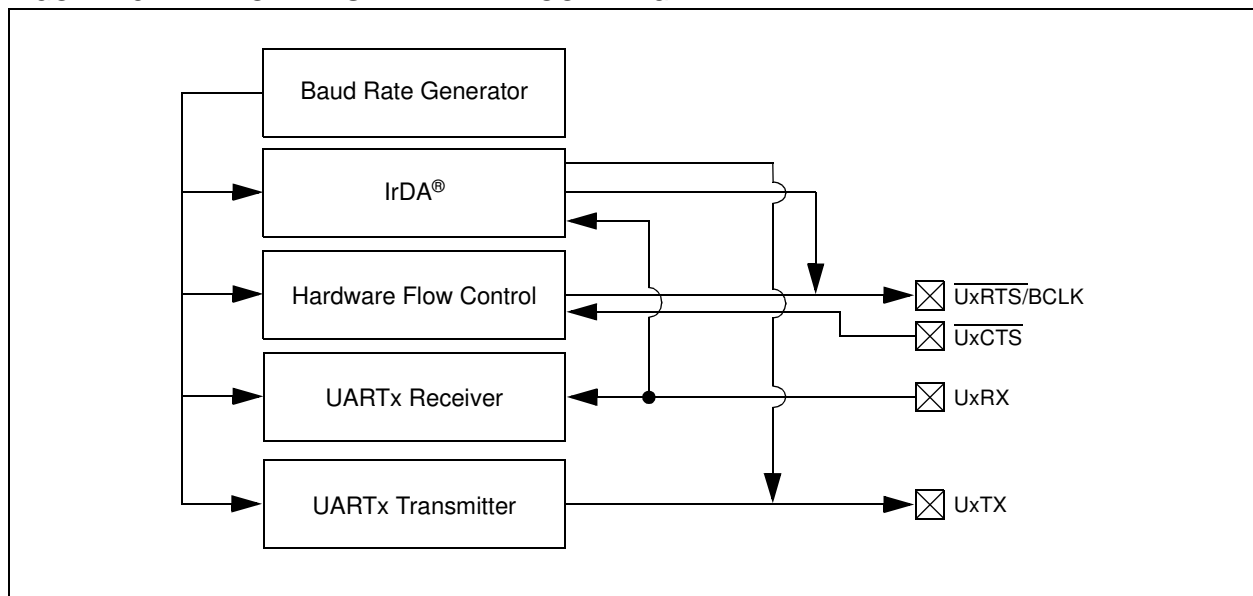 Baud Rate Generator
IrDA®
Hardware Flow Control
UxRTS/BCLK
UxCTS
UARTx Receiver
UxRX
UARTx Transmitter
UxTX